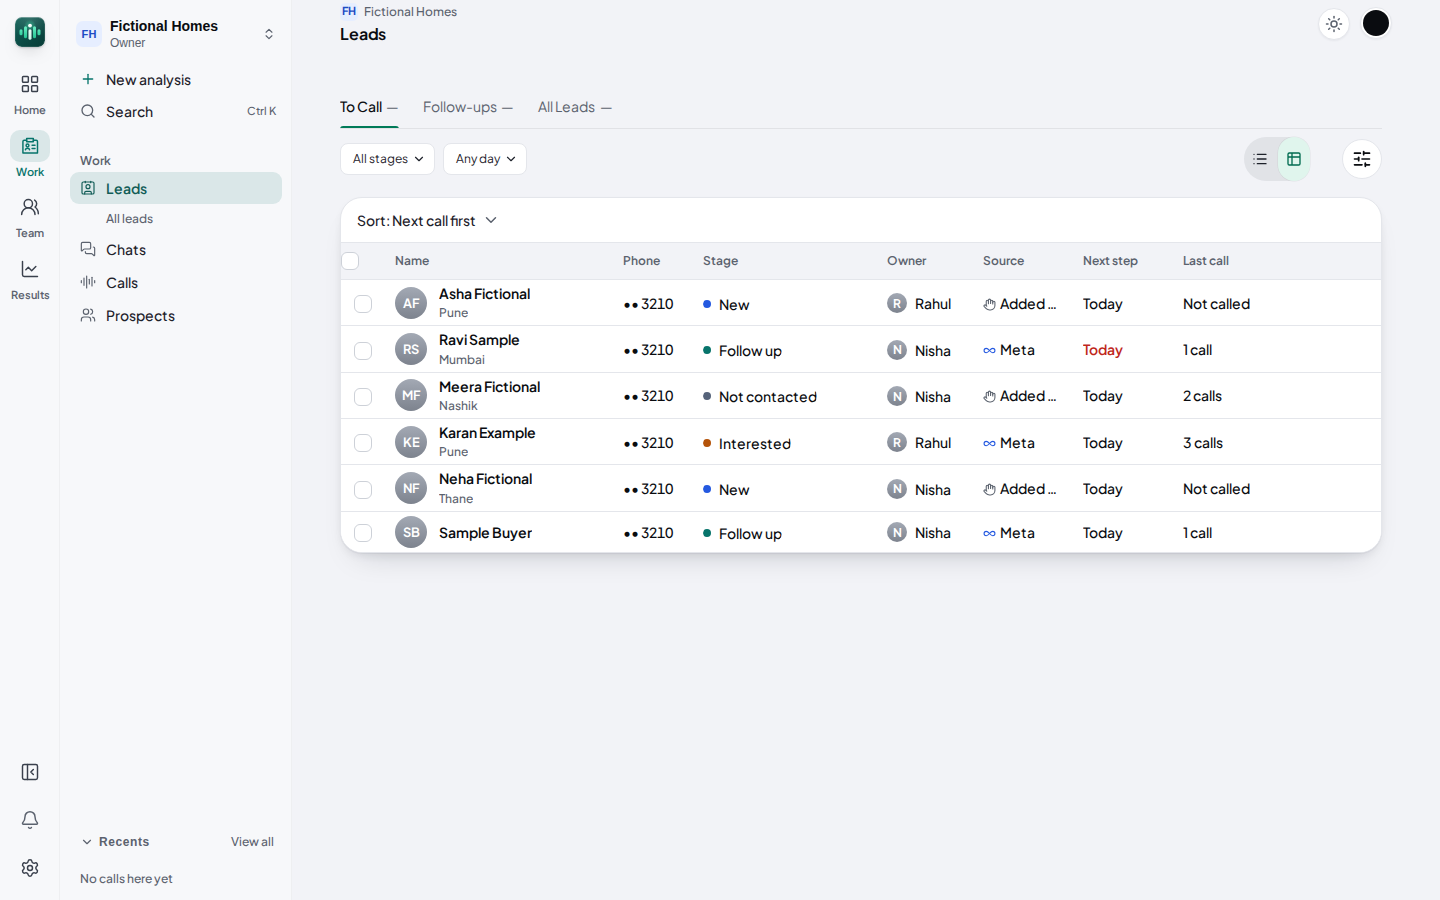 Home
Work
Team
Results
FH
Fictional Homes
Owner
New analysis
Search Ctrl K
Work
Leads
All leads
Chats
Calls
Prospects
Recents View all
No calls here yet
FH Fictional Homes
Leads
To Call — Follow-ups — All Leads —
All stages Any day
Sort: Next call first
Name Phone Stage Owner Source Next step Last call
AF Asha Fictional Pune •• 3210 New R Rahul Added ... Today Not called
RS Ravi Sample Mumbai •• 3210 Follow up N Nisha Meta Today 1 call
MF Meera Fictional Nashik •• 3210 Not contacted N Nisha Added ... Today 2 calls
KE Karan Example Pune •• 3210 Interested R Rahul Meta Today 3 calls
NF Neha Fictional Thane •• 3210 New N Nisha Added ... Today Not called
SB Sample Buyer •• 3210 Follow up N Nisha Meta Today 1 call